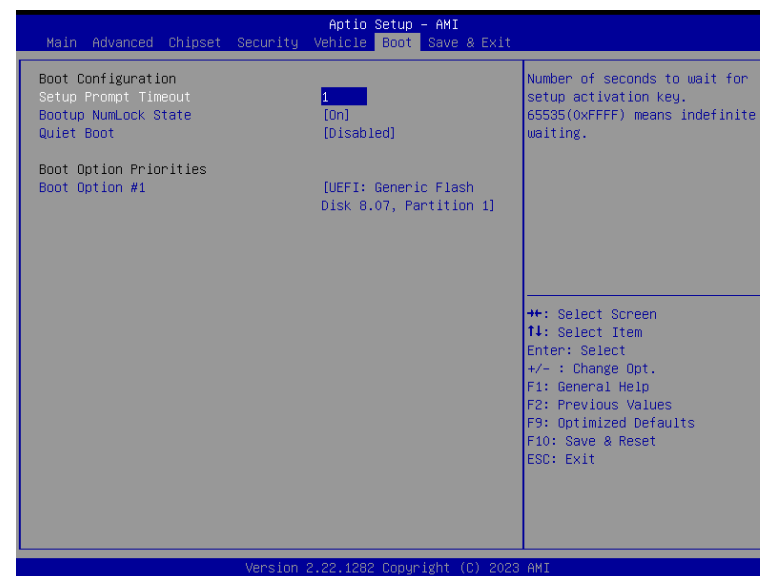 Aptio Setup – AMI
Main Advanced Chipset Security Vehicle Boot Save & Exit
Boot Configuration
Setup Prompt Timeout 1
Bootup NumLock State [On]
Quiet Boot [Disabled]
Boot Option Priorities
Boot Option #1 [UEFI: Generic Flash
Disk 8.07, Partition 1]
Number of seconds to wait for
setup activation key.
65535(0xFFFF) means indefinite
waiting.
→←: Select Screen
↑↓: Select Item
Enter: Select
+/- : Change Opt.
F1: General Help
F2: Previous Values
F9: Optimized Defaults
F10: Save & Reset
ESC: Exit
Version 2.22.1282 Copyright (C) 2023 AMI